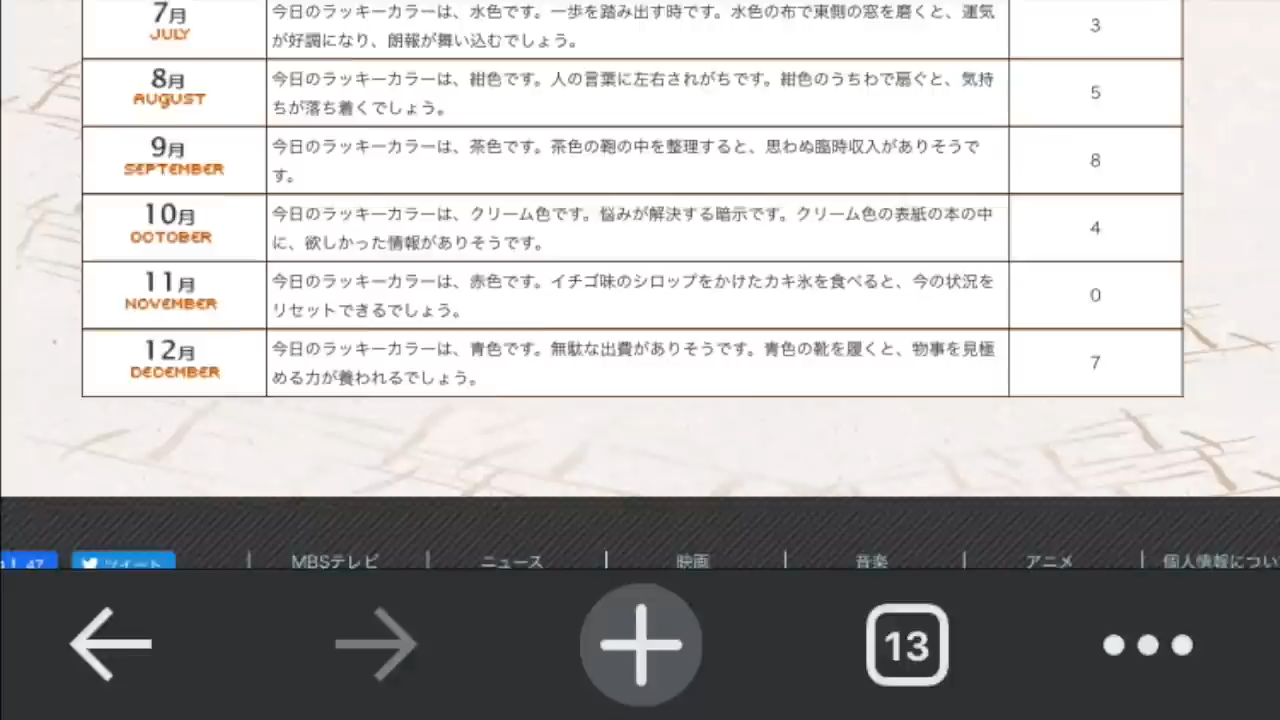 7月
JULY
今日のラッキーカラーは、水色です。一歩を踏み出す時です。水色の布で東側の窓を磨くと、運気
が好調になり、朗報が舞い込むでしょう。
3
8月
AUGUST
今日のラッキーカラーは、紺色です。人の言葉に左右されがちです。紺色のうちわで扇ぐと、気持
ちが落ち着くでしょう。
5
9月
SEPTEMBER
今日のラッキーカラーは、茶色です。茶色の鞄の中を整理すると、思わぬ臨時収入がありそうで
す。
8
10月
OCTOBER
今日のラッキーカラーは、クリーム色です。悩みが解決する暗示です。クリーム色の表紙の本の中
に、欲しかった情報がありそうです。
4
11月
NOVEMBER
今日のラッキーカラーは、赤色です。イチゴ味のシロップをかけたカキ氷を食べると、今の状況を
リセットできるでしょう。
0
12月
DECEMBER
今日のラッキーカラーは、青色です。無駄な出費がありそうです。青色の靴を履くと、物事を見極
める力が養われるでしょう。
7
47
ツイート
MBSテレビ
ニュース
映画
音楽
アニメ
個人情報につい
13